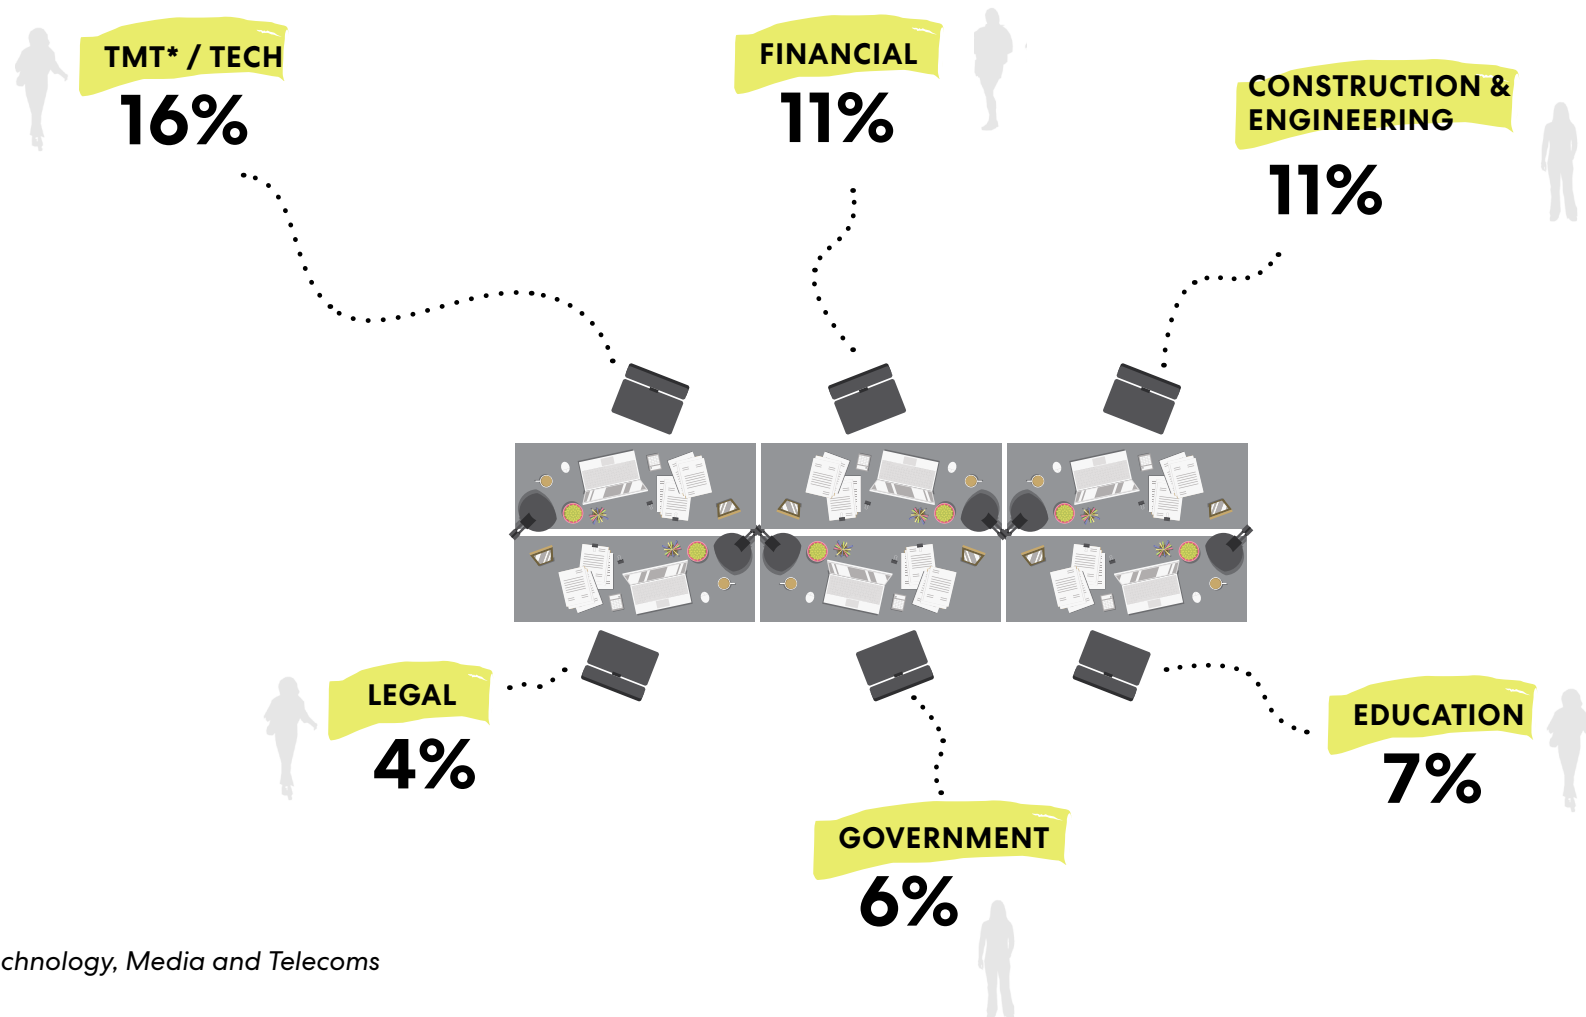 TMT* / TECH
16%
FINANCIAL
11%
CONSTRUCTION &
ENGINEERING
11%
LEGAL
4%
GOVERNMENT
6%
EDUCATION
7%
chnology, Media and Telecoms